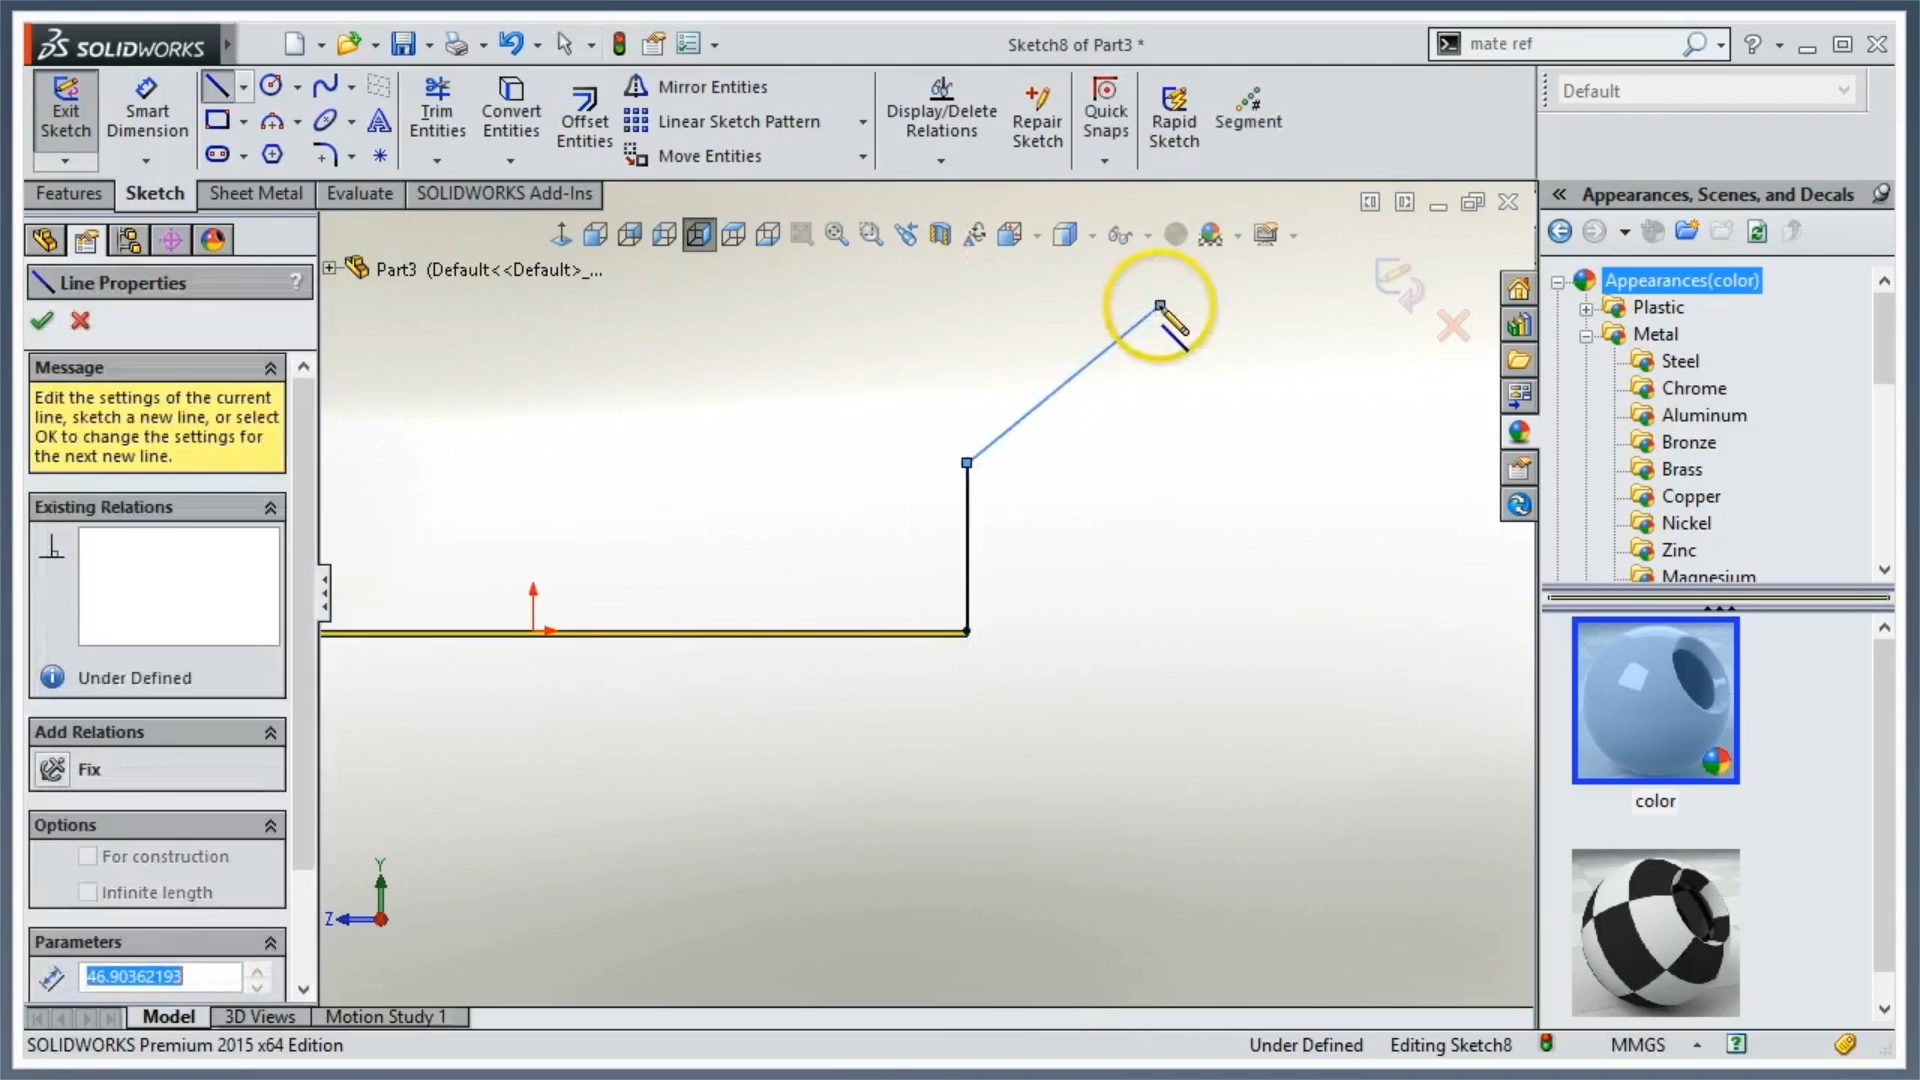 SOLIDWORKS
Sketch8 of Part3 *
mate ref
Exit Sketch
Smart Dimension
Trim Entities
Convert Entities
Offset Entities
Mirror Entities
Linear Sketch Pattern
Move Entities
Display/Delete Relations
Repair Sketch
Quick Snaps
Rapid Sketch
Segment
Default
Features
Sketch
Sheet Metal
Evaluate
SOLIDWORKS Add-Ins
Appearances, Scenes, and Decals
Part3 (Default<<Default>_...
Line Properties
?
Message
Edit the settings of the current
line, sketch a new line, or select
OK to change the settings for
the next new line.
Existing Relations
Under Defined
Add Relations
Fix
Options
For construction
Infinite length
Parameters
46.90362193
Y
Z
Appearances(color)
Plastic
Metal
Steel
Chrome
Aluminum
Bronze
Brass
Copper
Nickel
Zinc
Magnesium
color
Model
3D Views
Motion Study 1
SOLIDWORKS Premium 2015 x64 Edition
Under Defined
Editing Sketch8
MMGS